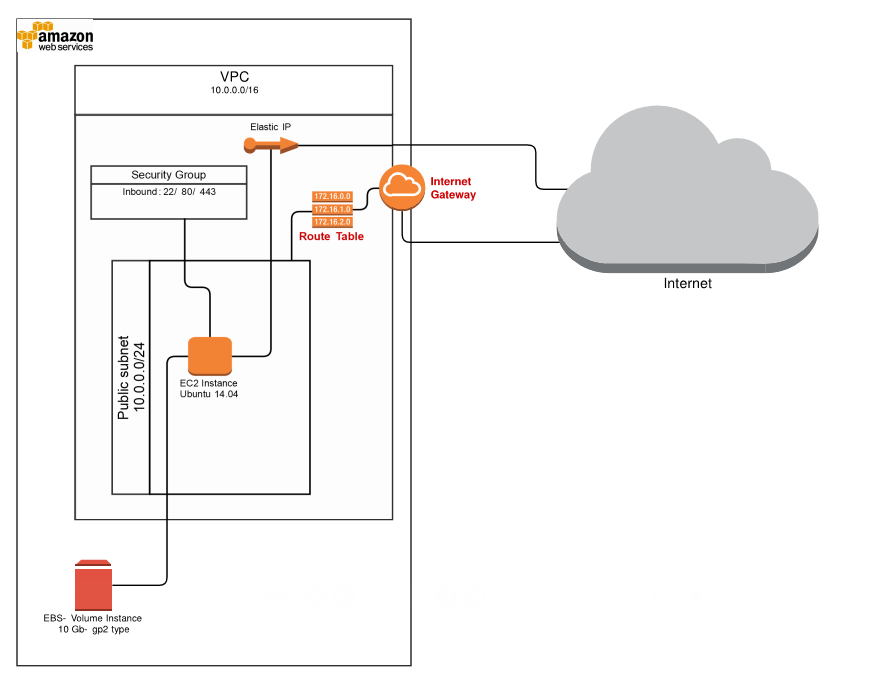 amazon
web services
VPC
10.0.0.0/16
Elastic IP
Security Group
Inbound: 22/ 80/ 443
172.16.0.0
172.16.1.0
172.16.2.0
Route Table
Internet
Gateway
Internet
Public subnet
10.0.0.0/24
EC2 Instance
Ubuntu 14.04
EBS- Volume Instance
10 Gb- gp2 type